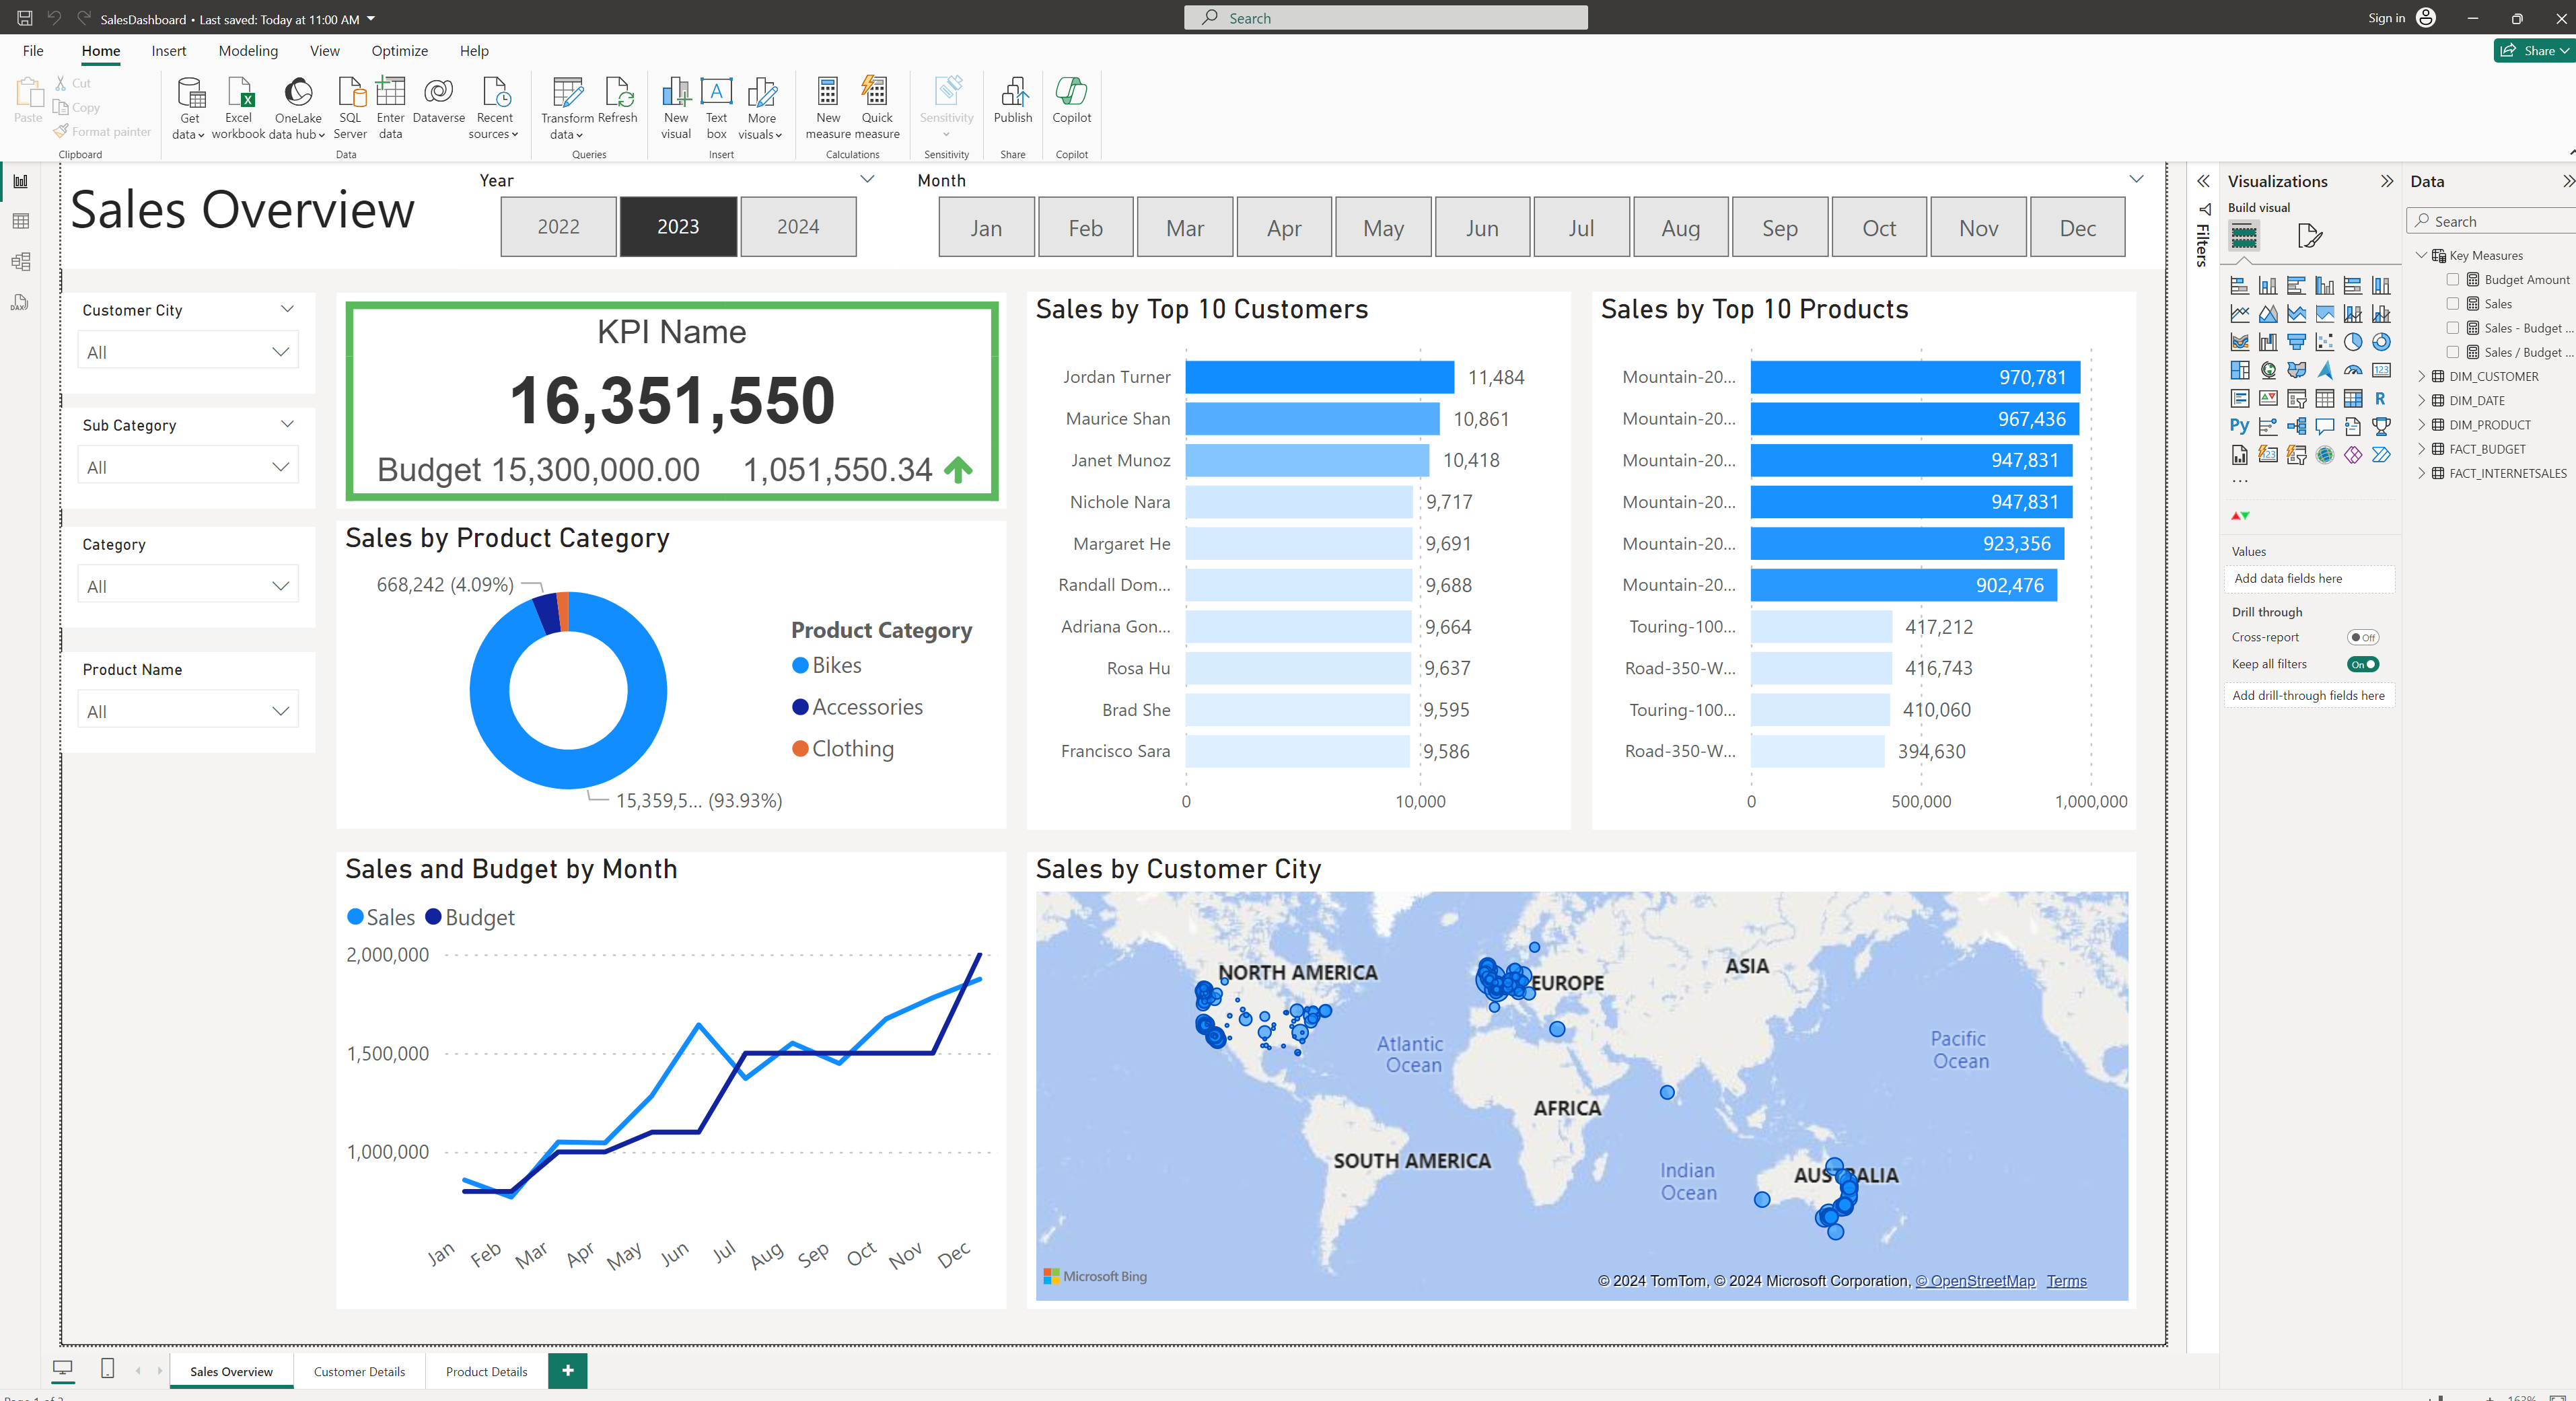 SalesDashboard • Last saved: Today at 11:00 AM
Search
Sign in
File Home Insert Modeling View Optimize Help
Share
Paste
Cut
Copy
Format painter
Clipboard
Get data
Excel workbook
OneLake data hub
SQL Server
Enter data
Dataverse
Recent sources
Data
Transform data
Refresh
Queries
New visual
Text box
More visuals
Insert
New measure
Quick measure
Calculations
Sensitivity
Sensitivity
Publish
Share
Copilot
Copilot
DAX
Sales Overview
Year
2022 2023 2024
Month
Jan Feb Mar Apr May Jun Jul Aug Sep Oct Nov Dec
Customer City
All
Sub Category
All
Category
All
Product Name
All
KPI Name
16,351,550
Budget 15,300,000.00 1,051,550.34
Sales by Product Category
668,242 (4.09%)
15,359,5... (93.93%)
Product Category
Bikes
Accessories
Clothing
Sales by Top 10 Customers
Jordan Turner 11,484
Maurice Shan 10,861
Janet Munoz 10,418
Nichole Nara 9,717
Margaret He 9,691
Randall Dom... 9,688
Adriana Gon... 9,664
Rosa Hu 9,637
Brad She 9,595
Francisco Sara 9,586
0 10,000
Sales by Top 10 Products
Mountain-20... 970,781
Mountain-20... 967,436
Mountain-20... 947,831
Mountain-20... 947,831
Mountain-20... 923,356
Mountain-20... 902,476
Touring-100... 417,212
Road-350-W... 416,743
Touring-100... 410,060
Road-350-W... 394,630
0 500,000 1,000,000
Sales and Budget by Month
Sales Budget
2,000,000
1,500,000
1,000,000
Jan Feb Mar Apr May Jun Jul Aug Sep Oct Nov Dec
Sales by Customer City
NORTH AMERICA
EUROPE
ASIA
Atlantic
Ocean
Pacific
Ocean
AFRICA
SOUTH AMERICA
Indian
Ocean
AUSTRALIA
Microsoft Bing
© 2024 TomTom, © 2024 Microsoft Corporation, © OpenStreetMap Terms
Filters
Visualizations
Build visual
123
R
Py
123
...
Values
Add data fields here
Drill through
Cross-report Off
Keep all filters On
Add drill-through fields here
Data
Search
Key Measures
Budget Amount
Sales
Sales - Budget ...
Sales / Budget ...
DIM_CUSTOMER
DIM_DATE
DIM_PRODUCT
FACT_BUDGET
FACT_INTERNETSALES
Sales Overview Customer Details Product Details